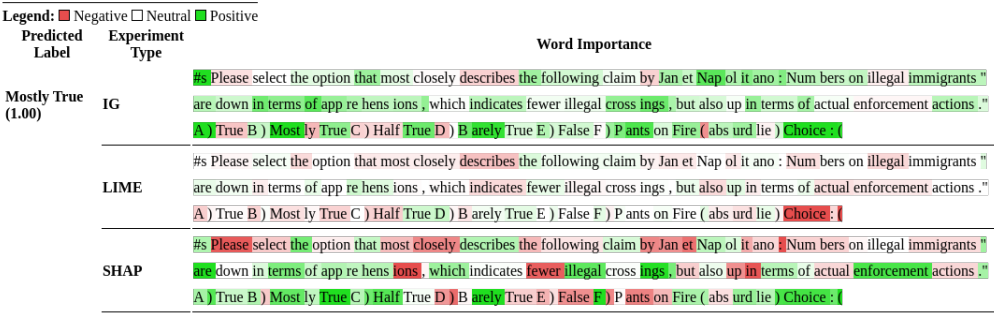 Legend: Negative Neutral Positive
Predicted Label Experiment Type Word Importance
Mostly True (1.00)
IG
#s Please select the option that most closely describes the following claim by Jan et Nap ol it ano : Num bers on illegal immigrants "
are down in terms of app re hens ions , which indicates fewer illegal cross ings , but also up in terms of actual enforcement actions ."
A ) True B ) Most ly True C ) Half True D ) B arely True E ) False F ) P ants on Fire ( abs urd lie ) Choice : (
LIME
#s Please select the option that most closely describes the following claim by Jan et Nap ol it ano : Num bers on illegal immigrants "
are down in terms of app re hens ions , which indicates fewer illegal cross ings , but also up in terms of actual enforcement actions ."
A ) True B ) Most ly True C ) Half True D ) B arely True E ) False F ) P ants on Fire ( abs urd lie ) Choice : (
SHAP
#s Please select the option that most closely describes the following claim by Jan et Nap ol it ano : Num bers on illegal immigrants "
are down in terms of app re hens ions , which indicates fewer illegal cross ings , but also up in terms of actual enforcement actions ."
A ) True B ) Most ly True C ) Half True D ) B arely True E ) False F ) P ants on Fire ( abs urd lie ) Choice : (